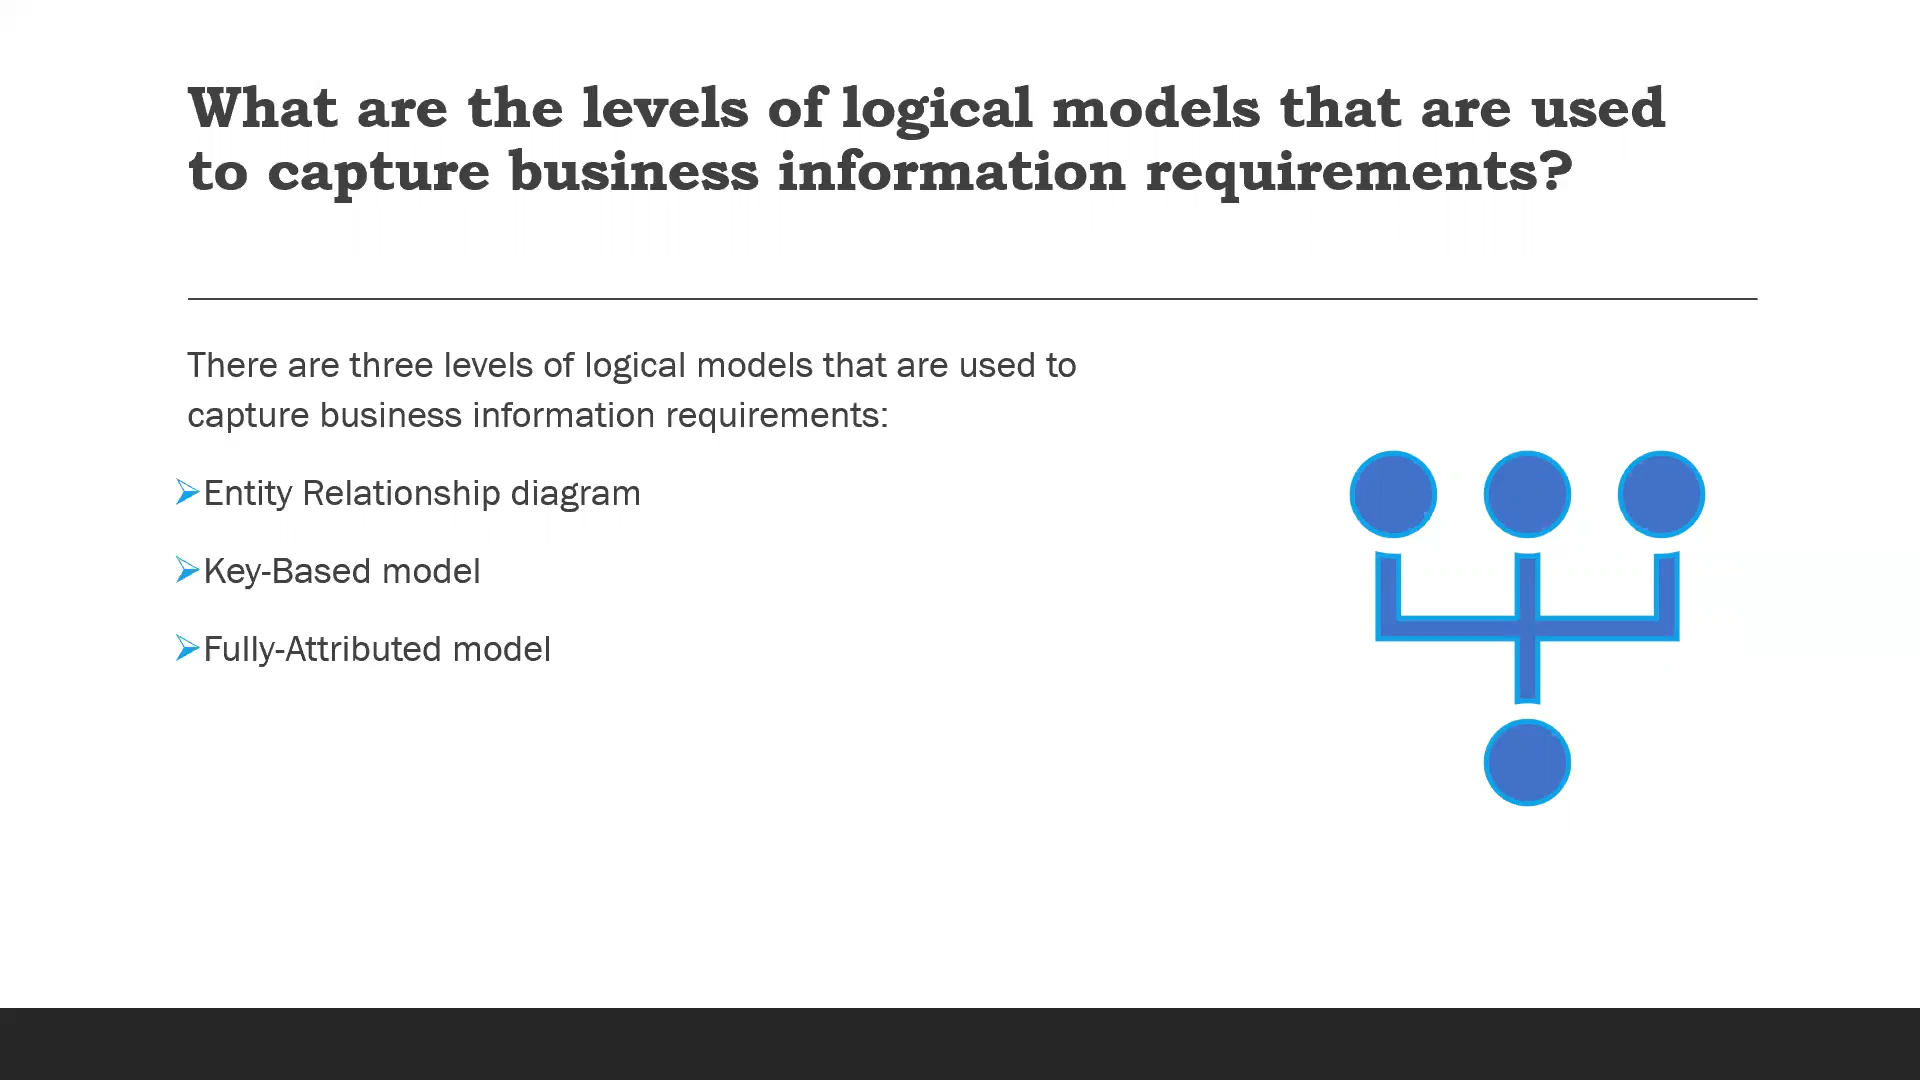 What are the levels of logical models that are used
to capture business information requirements?
There are three levels of logical models that are used to
capture business information requirements:
Entity Relationship diagram
Key-Based model
Fully-Attributed model